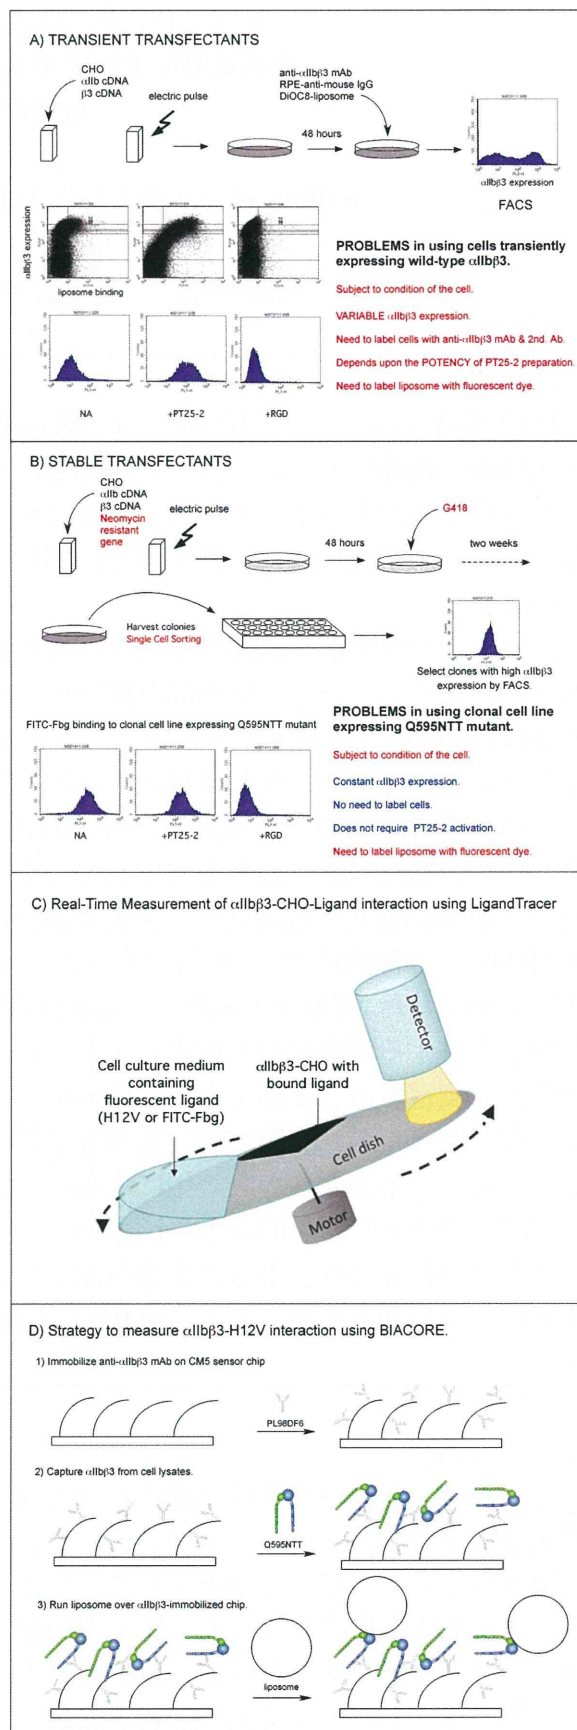 A) TRANSIENT TRANSFECTANTS
CHO
αIIb cDNA
β3 cDNA
electric pulse
anti-αIIbβ3 mAb
RPE-anti-mouse IgG
DiOC8-liposome
48 hours
αIIbβ3 expression
FACS
αIIbβ3 expression
liposome binding
NA
+PT25-2
+RGD
PROBLEMS in using cells transiently
expressing wild-type αIIbβ3.
Subject to condition of the cell.
VARIABLE αIIbβ3 expression.
Need to label cells with anti-αIIbβ3 mAb & 2nd. Ab.
Depends upon the POTENCY of PT25-2 preparation.
Need to label liposome with fluorescent dye.
B) STABLE TRANSFECTANTS
CHO
αIIb cDNA
β3 cDNA
Neomycin
resistant
gene
electric pulse
48 hours
G418
two weeks
Harvest colonies
Single Cell Sorting
Select clones with high αIIbβ3
expression by FACS.
FITC-Fbg binding to clonal cell line expressing Q595NTT mutant
NA
+PT25-2
+RGD
PROBLEMS in using clonal cell line
expressing Q595NTT mutant.
Subject to condition of the cell.
Constant αIIbβ3 expression.
No need to label cells.
Does not require PT25-2 activation.
Need to label liposome with fluorescent dye.
C) Real-Time Measurement of αIIbβ3-CHO-Ligand interaction using LigandTracer
Detector
Cell culture medium
containing
fluorescent ligand
(H12V or FITC-Fbg)
αIIbβ3-CHO with
bound ligand
Cell dish
Motor
D) Strategy to measure αIIbβ3-H12V interaction using BIACORE.
1) Immobilize anti-αIIbβ3 mAb on CM5 sensor chip
PL98DF6
2) Capture αIIbβ3 from cell lysates.
Q595NTT
3) Run liposome over αIIbβ3-immobilized chip.
liposome